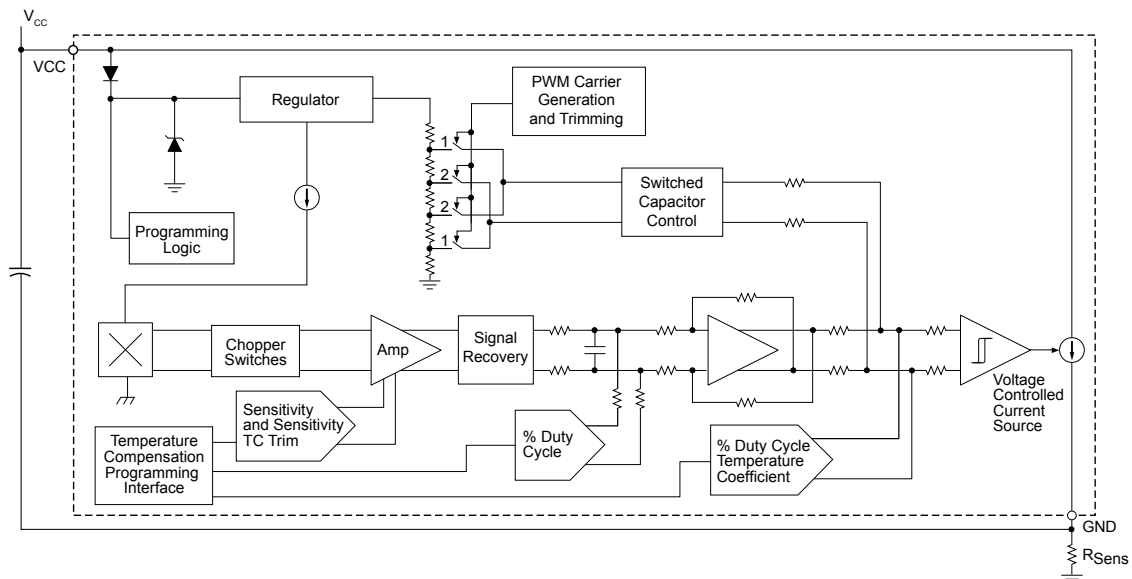 VCC
VCC
Regulator
PWM Carrier
Generation
and Trimming
1
2
2
1
Switched
Capacitor
Control
Programming
Logic
Chopper
Switches
Amp
Signal
Recovery
Voltage
Controlled
Current
Source
Sensitivity
and Sensitivity
TC Trim
Temperature
Compensation
Programming
Interface
% Duty
Cycle
% Duty Cycle
Temperature
Coefficient
GND
RSens